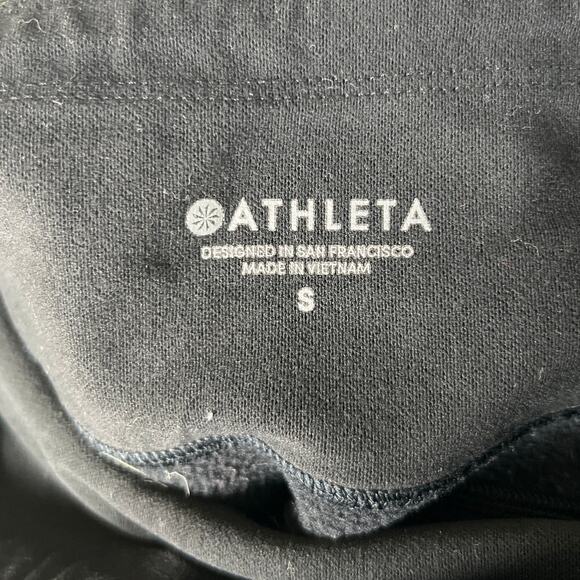 ATHLETA
DESIGNED IN SAN FRANCISCO
MADE IN VIETNAM
S